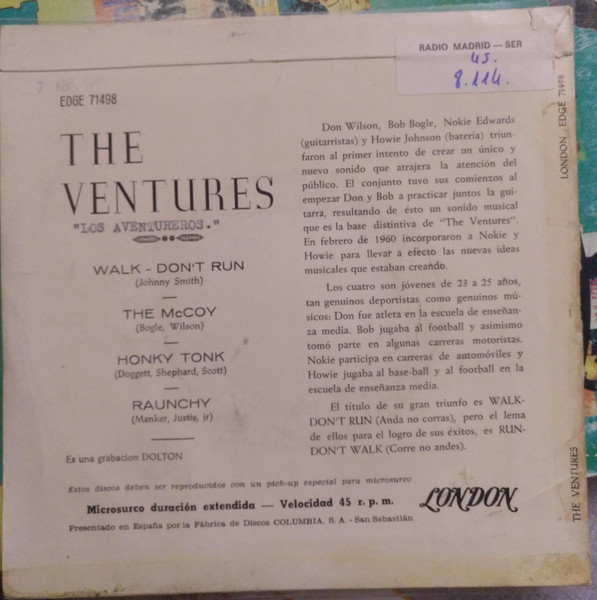 RADIO MADRID — SER
45.
8.114.
EDGE 71498
THE
VENTURES
"LOS AVENTUREROS."
WALK - DON'T RUN
(Johnny Smith)
THE McCOY
(Bogle, Wilson)
HONKY TONK
(Doggett, Shephard, Scott)
RAUNCHY
(Manker, Justie, jr)
Es una grabacion DOLTON
Don Wilson, Bob Bogle, Nokie Edwards
(guitarristas) y Howie Johnson (batería) triun-
faron al primer intento de crear un único y
nuevo sonido que atrajera la atención del
público. El conjunto tuvo sus comienzos al
empezar Don y Bob a practicar juntos la gui-
tarra, resultando de ésto un sonido musical
que es la base distintiva de "The Ventures".
En febrero de 1960 incorporaron a Nokie y
Howie para llevar a efecto las nuevas ideas
musicales que estaban creando.
Los cuatro son jóvenes de 23 a 25 años,
tan genuinos deportistas como genuinos mú-
sicos: Don fue atleta en la escuela de enseñan-
za media. Bob jugaba al football y asimismo
tomó parte en algunas carreras motoristas.
Nokie participa en carreras de automóviles y
Howie jugaba al base-ball y al football en la
escuela de enseñanza media.
El título de su gran triunfo es WALK-
DON'T RUN (Anda no corras), pero el lema
de ellos para el logro de sus éxitos, es RUN-
DON'T WALK (Corre no andes).
Estos discos deben ser reproducidos con un pick-up especial para microsurco
Microsurco duración extendida — Velocidad 45 r. p. m.
Presentado en España por la Fábrica de Discos COLUMBIA, S. A. - San Sebastián
LONDON
LONDON EDGE 71498
THE VENTURES